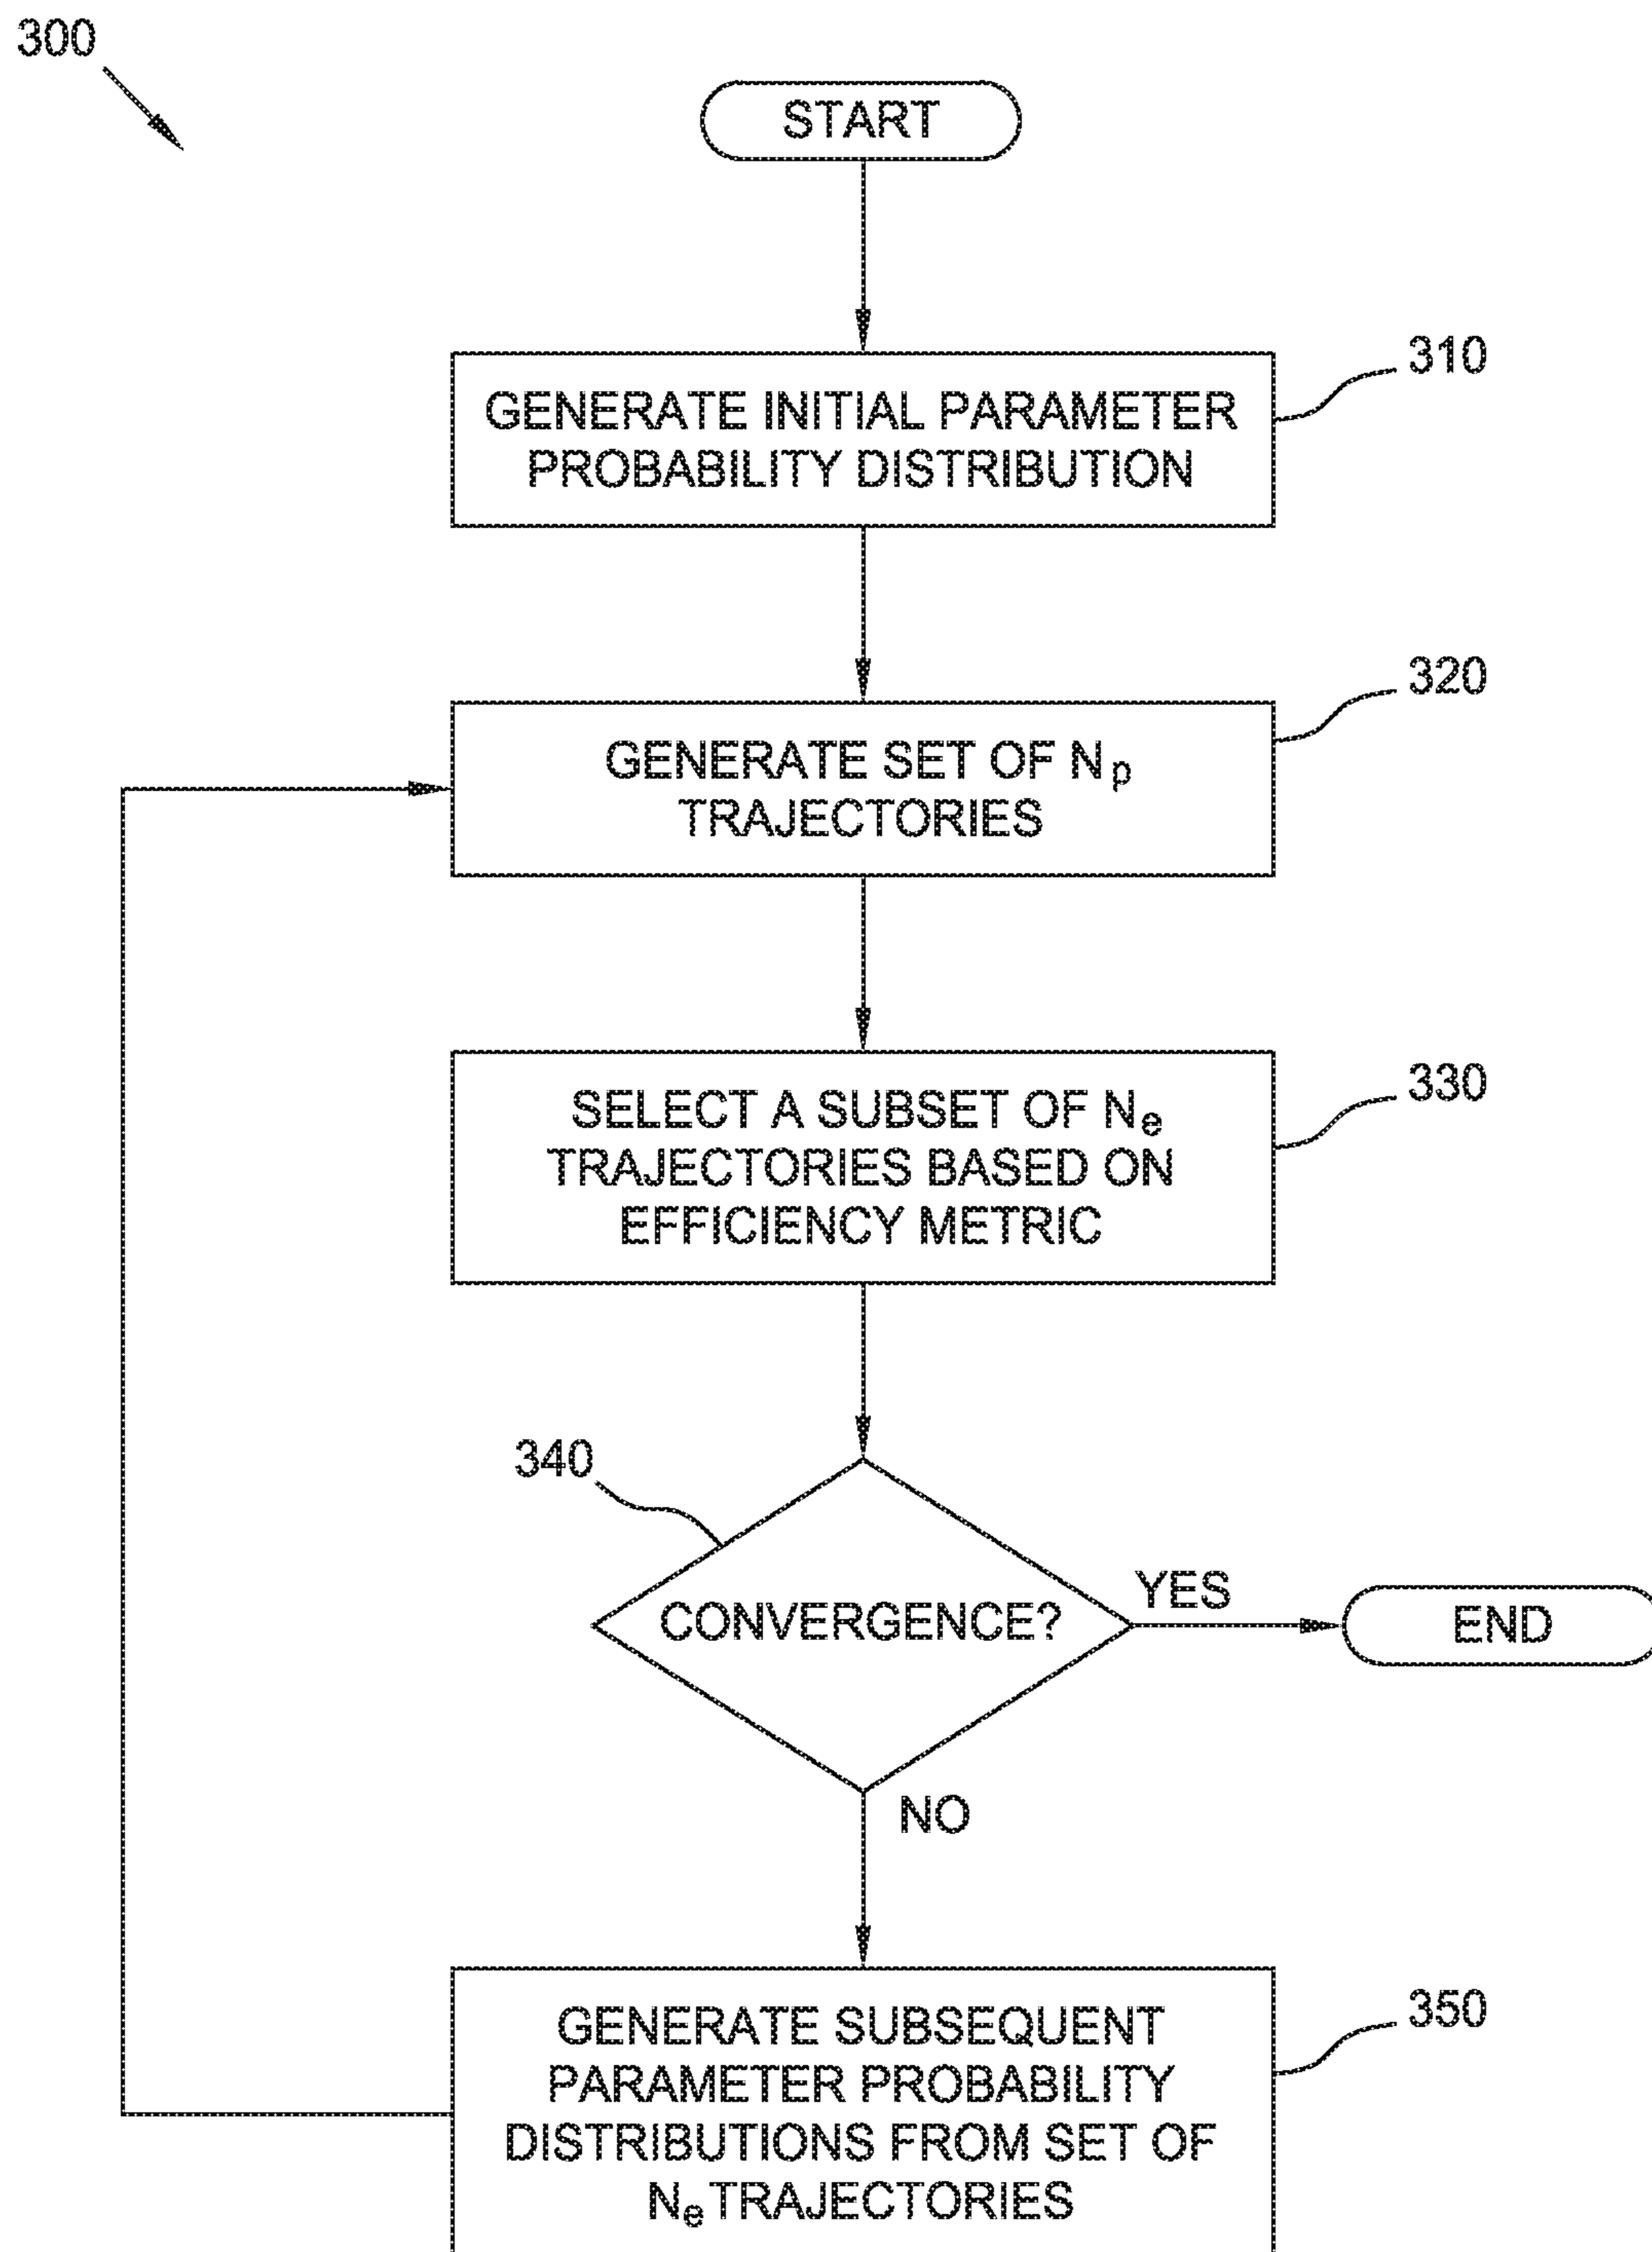 300
START
GENERATE INITIAL PARAMETER
PROBABILITY DISTRIBUTION
310
GENERATE SET OF Np
TRAJECTORIES
320
SELECT A SUBSET OF Ne
TRAJECTORIES BASED ON
EFFICIENCY METRIC
330
340
CONVERGENCE?
YES
END
NO
GENERATE SUBSEQUENT
PARAMETER PROBABILITY
DISTRIBUTIONS FROM SET OF
Ne TRAJECTORIES
350